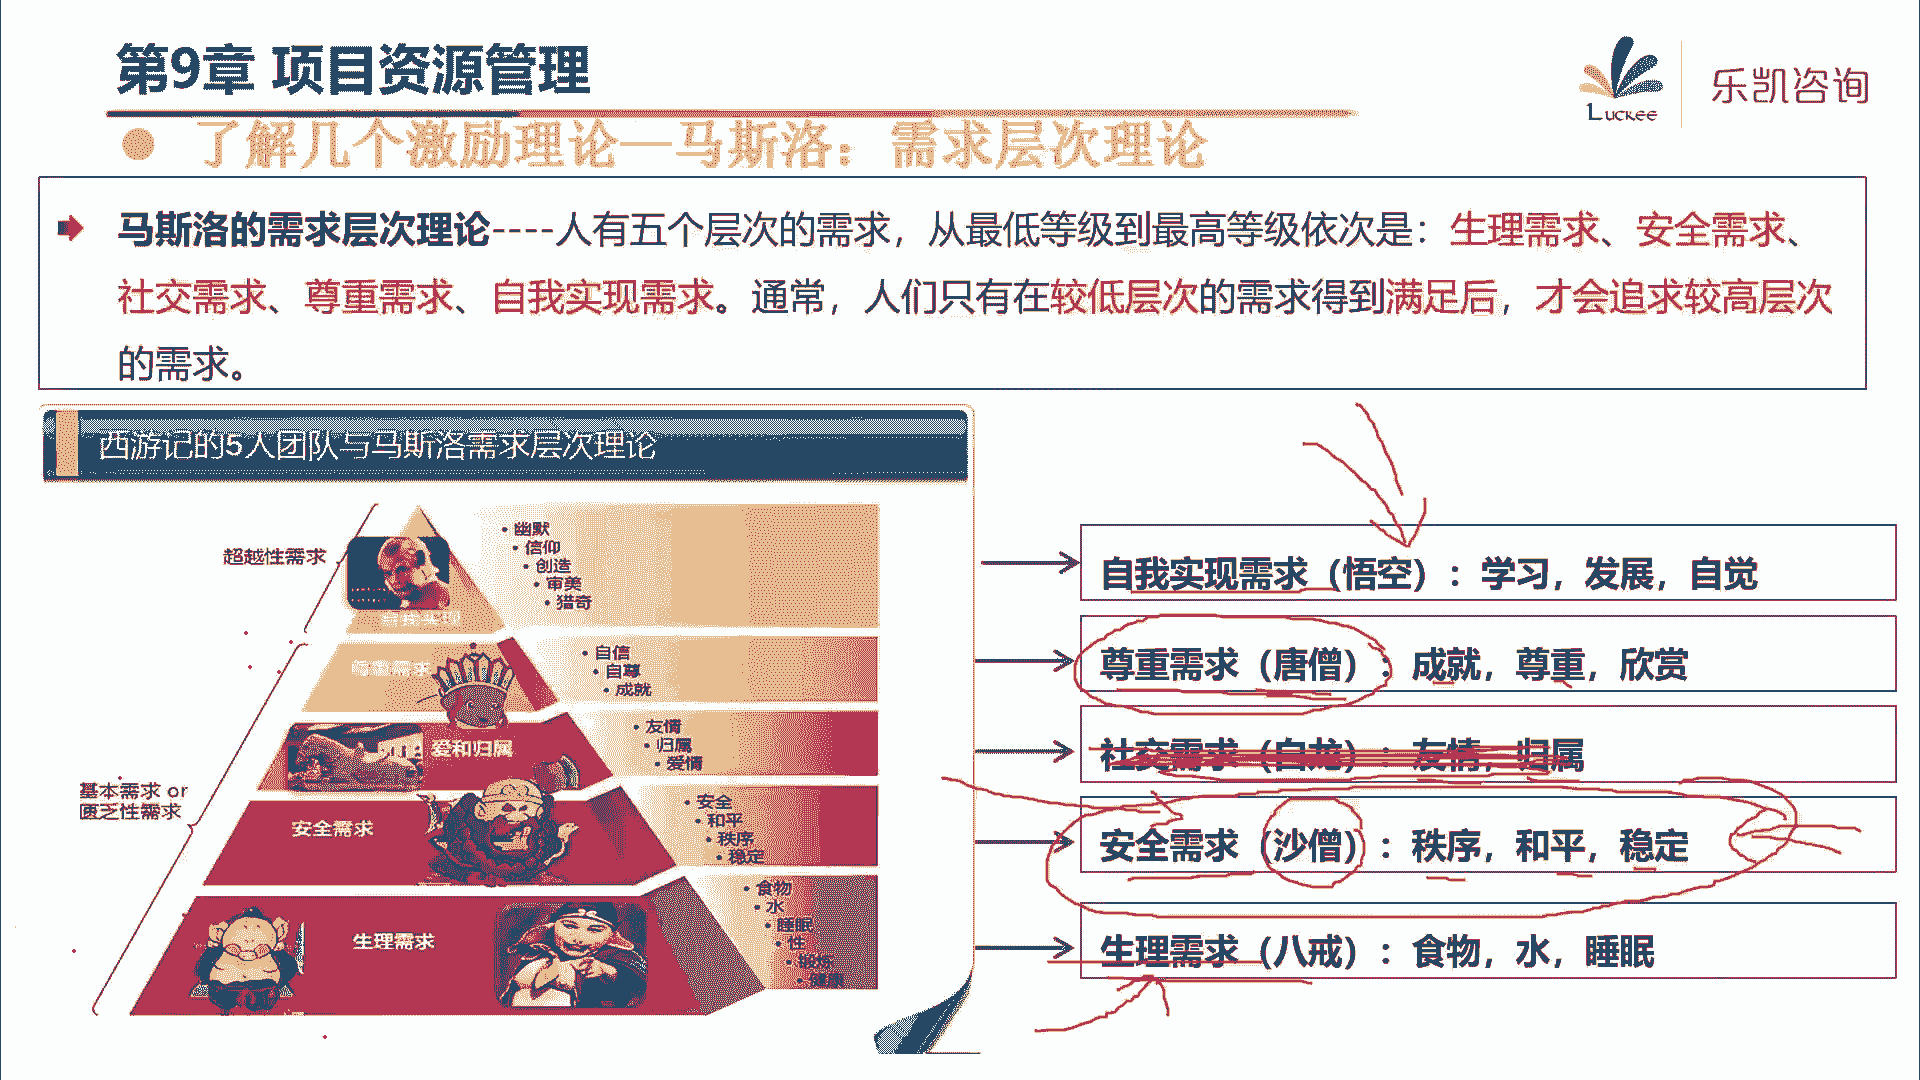 第9章 项目资源管理
Luckee
乐凯咨询
● 了解几个激励理论—马斯洛：需求层次理论
马斯洛的需求层次理论----人有五个层次的需求，从最低等级到最高等级依次是：生理需求、安全需求、
社交需求、尊重需求、自我实现需求。通常，人们只有在较低层次的需求得到满足后，才会追求较高层次
的需求。
西游记的5人团队与马斯洛需求层次理论
超越性需求
自我实现
• 幽默
• 信仰
• 创造
• 审美
• 猎奇
尊重需求
• 自信
• 自尊
• 成就
爱和归属
• 友情
• 归属
• 爱情
基本需求 or
匮乏性需求
安全需求
• 安全
• 和平
• 秩序
• 稳定
生理需求
• 食物
• 水
• 睡眠
• 性
• 健康
自我实现需求（悟空）：学习，发展，自觉
尊重需求（唐僧）：成就，尊重，欣赏
社交需求（白龙）：友情，归属
安全需求（沙僧）：秩序，和平，稳定
生理需求（八戒）：食物，水，睡眠